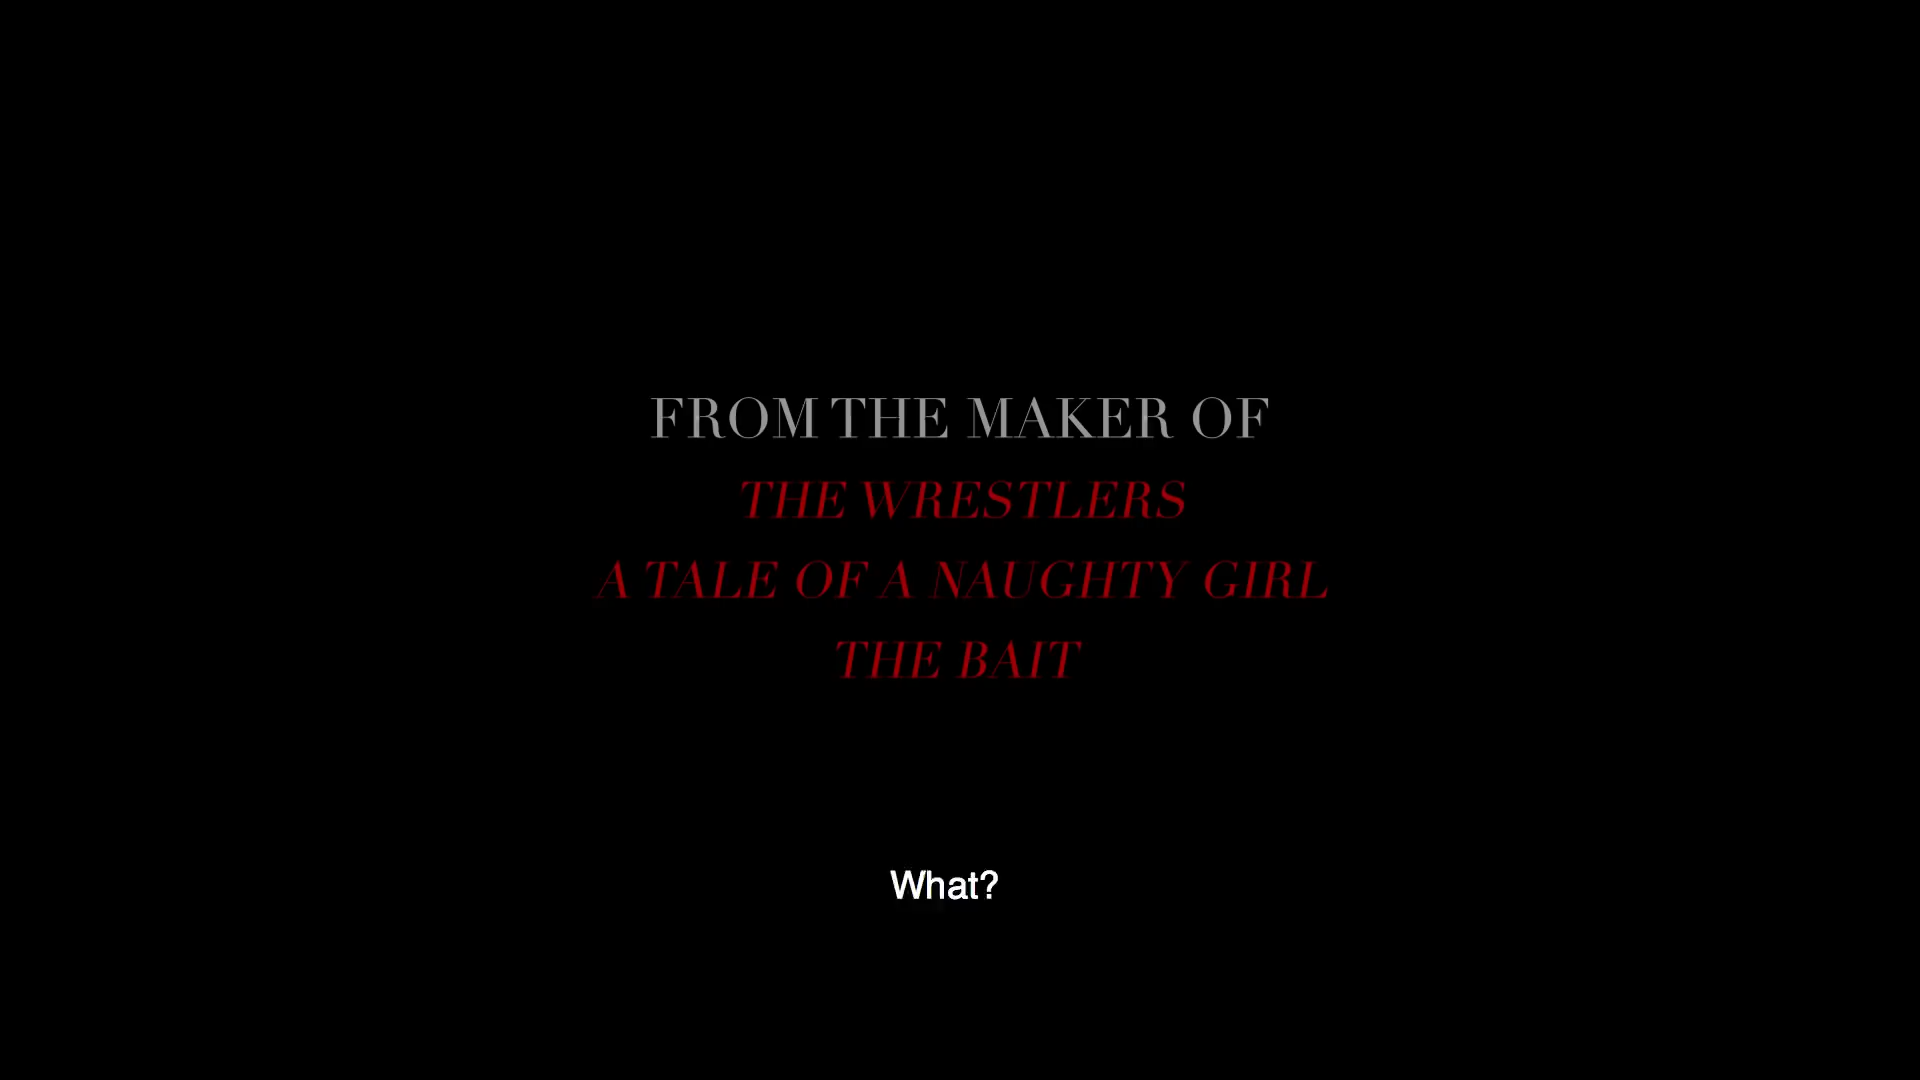 FROM THE MAKER OF
THE WRESTLERS
A TALE OF A NAUGHTY GIRL
THE BAIT
What?